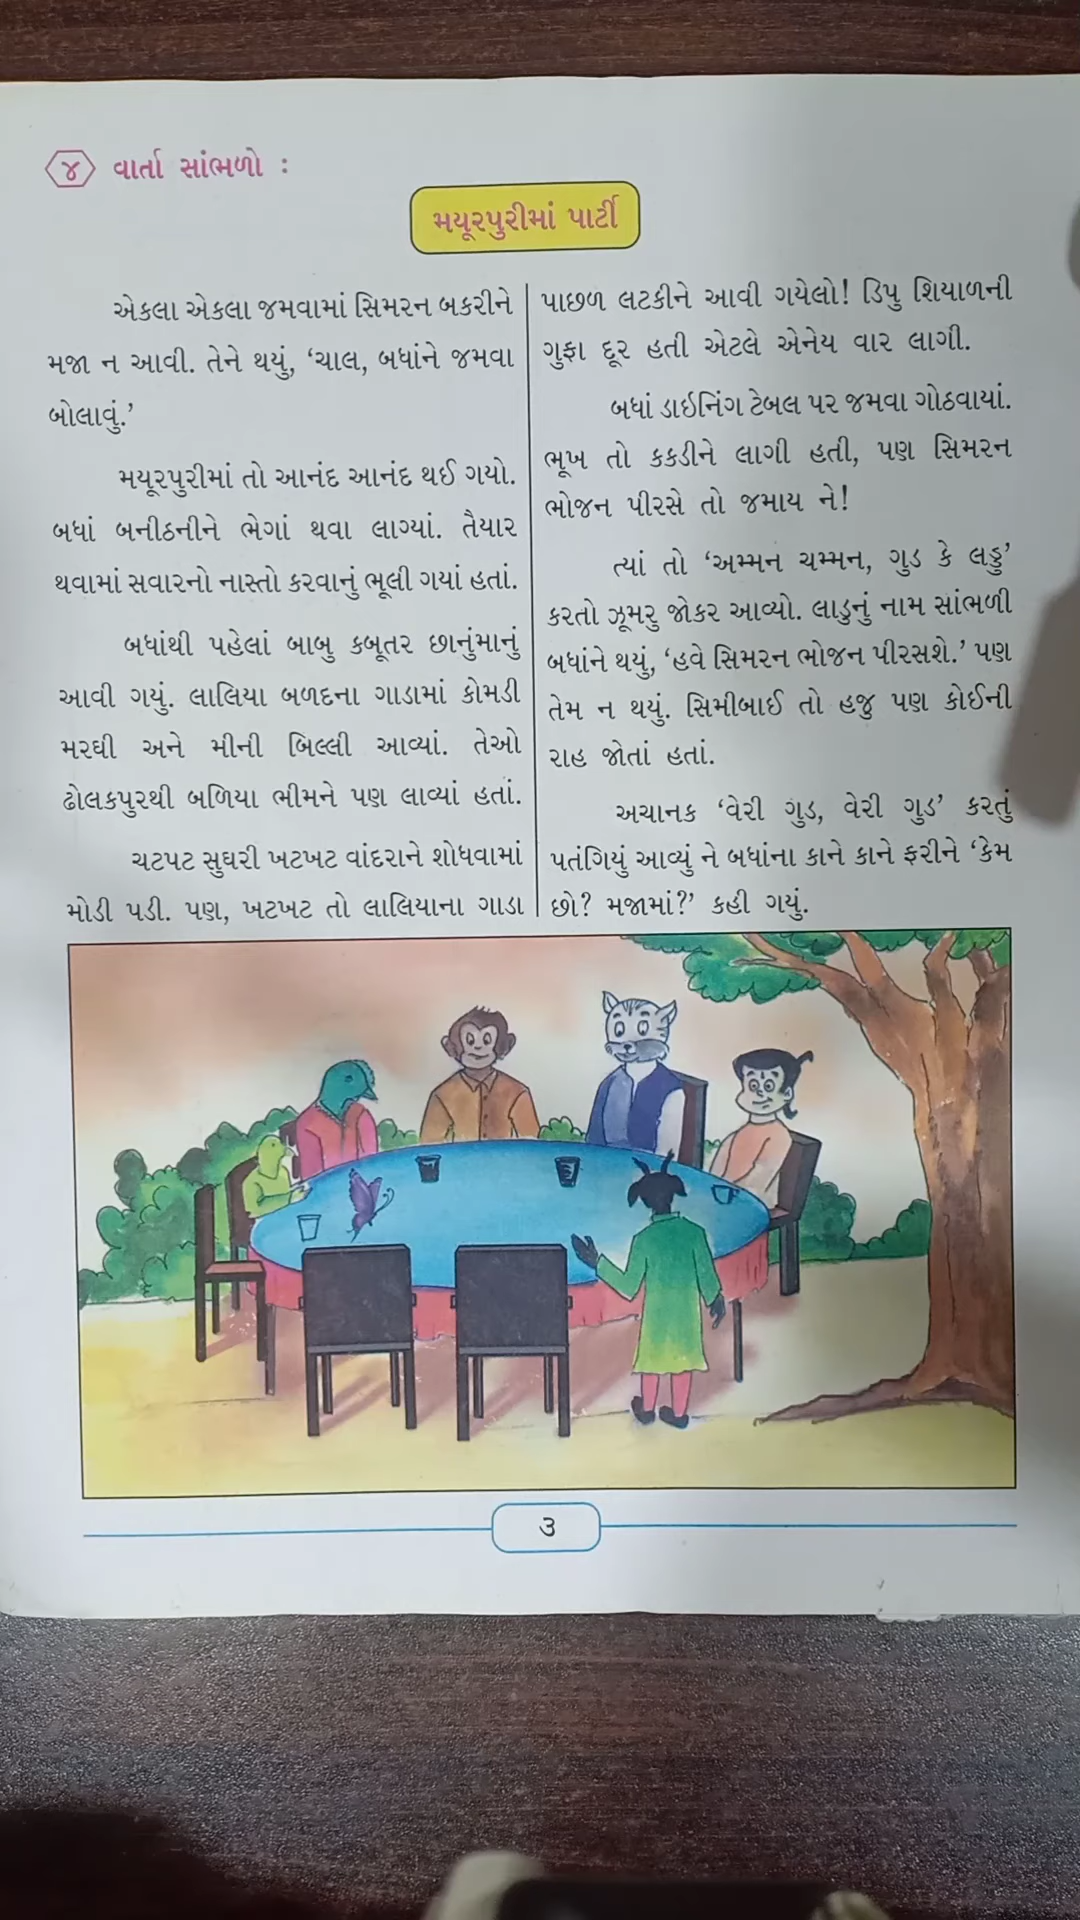 ૪ વાર્તા સાંભળો :
મયૂરપુરીમાં પાર્ટી
એકલા એકલા જમવામાં સિમરન બકરીને
મજા ન આવી. તેને થયું, ‘ચાલ, બધાંને જમવા
બોલાવું.’
મયૂરપુરીમાં તો આનંદ આનંદ થઈ ગયો.
બધાં બનીઠનીને ભેગાં થવા લાગ્યાં. તૈયાર
થવામાં સવારનો નાસ્તો કરવાનું ભૂલી ગયાં હતાં.
બધાંથી પહેલાં બાબુ કબૂતર છાનુંમાનું
આવી ગયું. લાલિયા બળદના ગાડામાં કોમડી
મરઘી અને મીની બિલ્લી આવ્યાં. તેઓ
ઢોલકપુરથી બળિયા ભીમને પણ લાવ્યાં હતાં.
ચટપટ સુઘરી ખટખટ વાંદરાને શોધવામાં
મોડી પડી. પણ, ખટખટ તો લાલિયાના ગાડા
પાછળ લટકીને આવી ગયેલો! ડિપુ શિયાળની
ગુફા દૂર હતી એટલે એનેય વાર લાગી.
બધાં ડાઇનિંગ ટેબલ પર જમવા ગોઠવાયાં.
ભૂખ તો કકડીને લાગી હતી, પણ સિમરન
ભોજન પીરસે તો જમાય ને!
ત્યાં તો ‘અમ્મન ચમ્મન, ગુડ કે લડ્ડુ’
કરતો ઝૂમરુ જોકર આવ્યો. લાડુનું નામ સાંભળી
બધાંને થયું, ‘હવે સિમરન ભોજન પીરસશે.’ પણ
તેમ ન થયું. સિમીબાઈ તો હજુ પણ કોઈની
રાહ જોતાં હતાં.
અચાનક ‘વેરી ગુડ, વેરી ગુડ’ કરતું
પતંગિયું આવ્યું ને બધાંના કાને કાને ફરીને ‘કેમ
છો? મજામાં?’ કહી ગયું.
૩